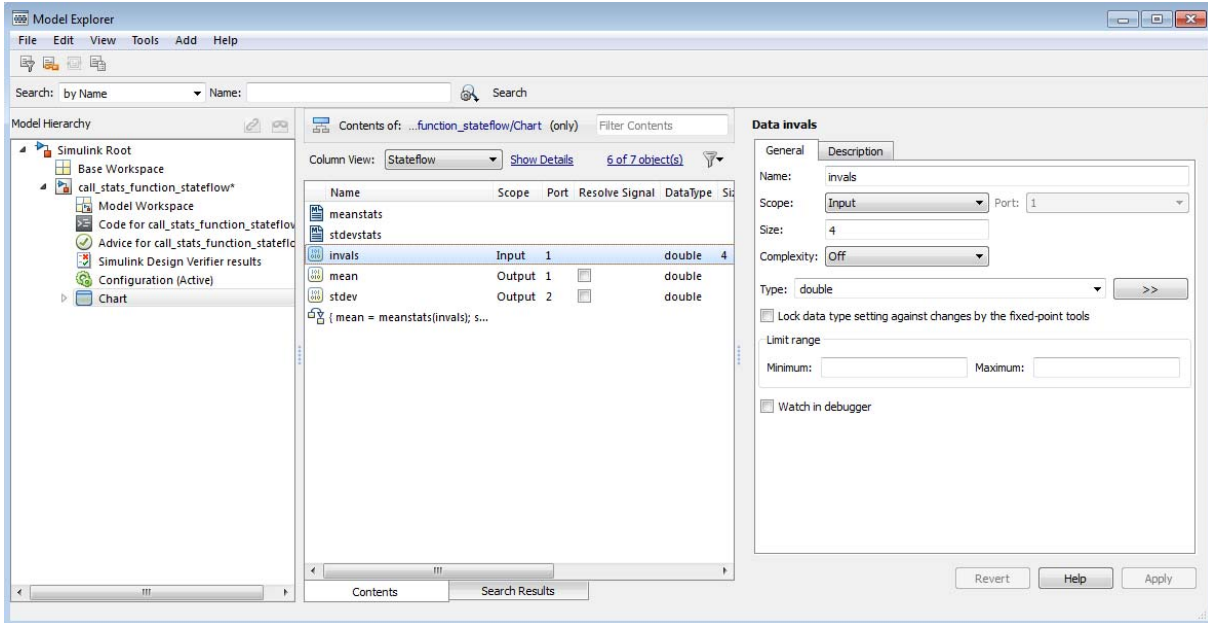 Model Explorer
File Edit View Tools Add Help
Search: by Name Name: Search
Model Hierarchy
Simulink Root
Base Workspace
call_stats_function_stateflow*
Model Workspace
Code for call_stats_function_stateflov
Advice for call_stats_function_stateflc
Simulink Design Verifier results
Configuration (Active)
Chart
Contents of: ...function_stateflow/Chart (only) Filter Contents
Column View: Stateflow Show Details 6 of 7 object(s)
Name Scope Port Resolve Signal DataType Siz
meanstats
stdevstats
invals Input 1 double 4
mean Output 1 double
stdev Output 2 double
{ mean = meanstats(invals); s...
Contents Search Results
Data invals
General Description
Name: invals
Scope: Input Port: 1
Size: 4
Complexity: Off
Type: double >>
Lock data type setting against changes by the fixed-point tools
Limit range
Minimum: Maximum:
Watch in debugger
Revert Help Apply